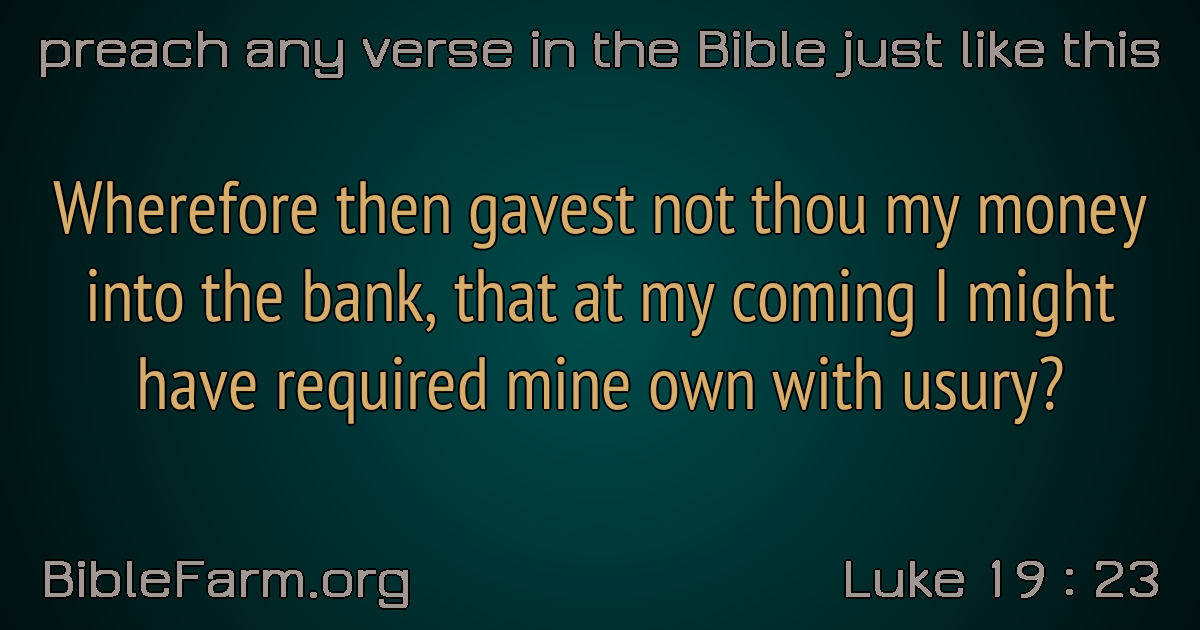 preach any verse in the Bible just like this
Wherefore then gavest not thou my money
into the bank, that at my coming I might
have required mine own with usury?
BibleFarm.org
Luke 19 : 23